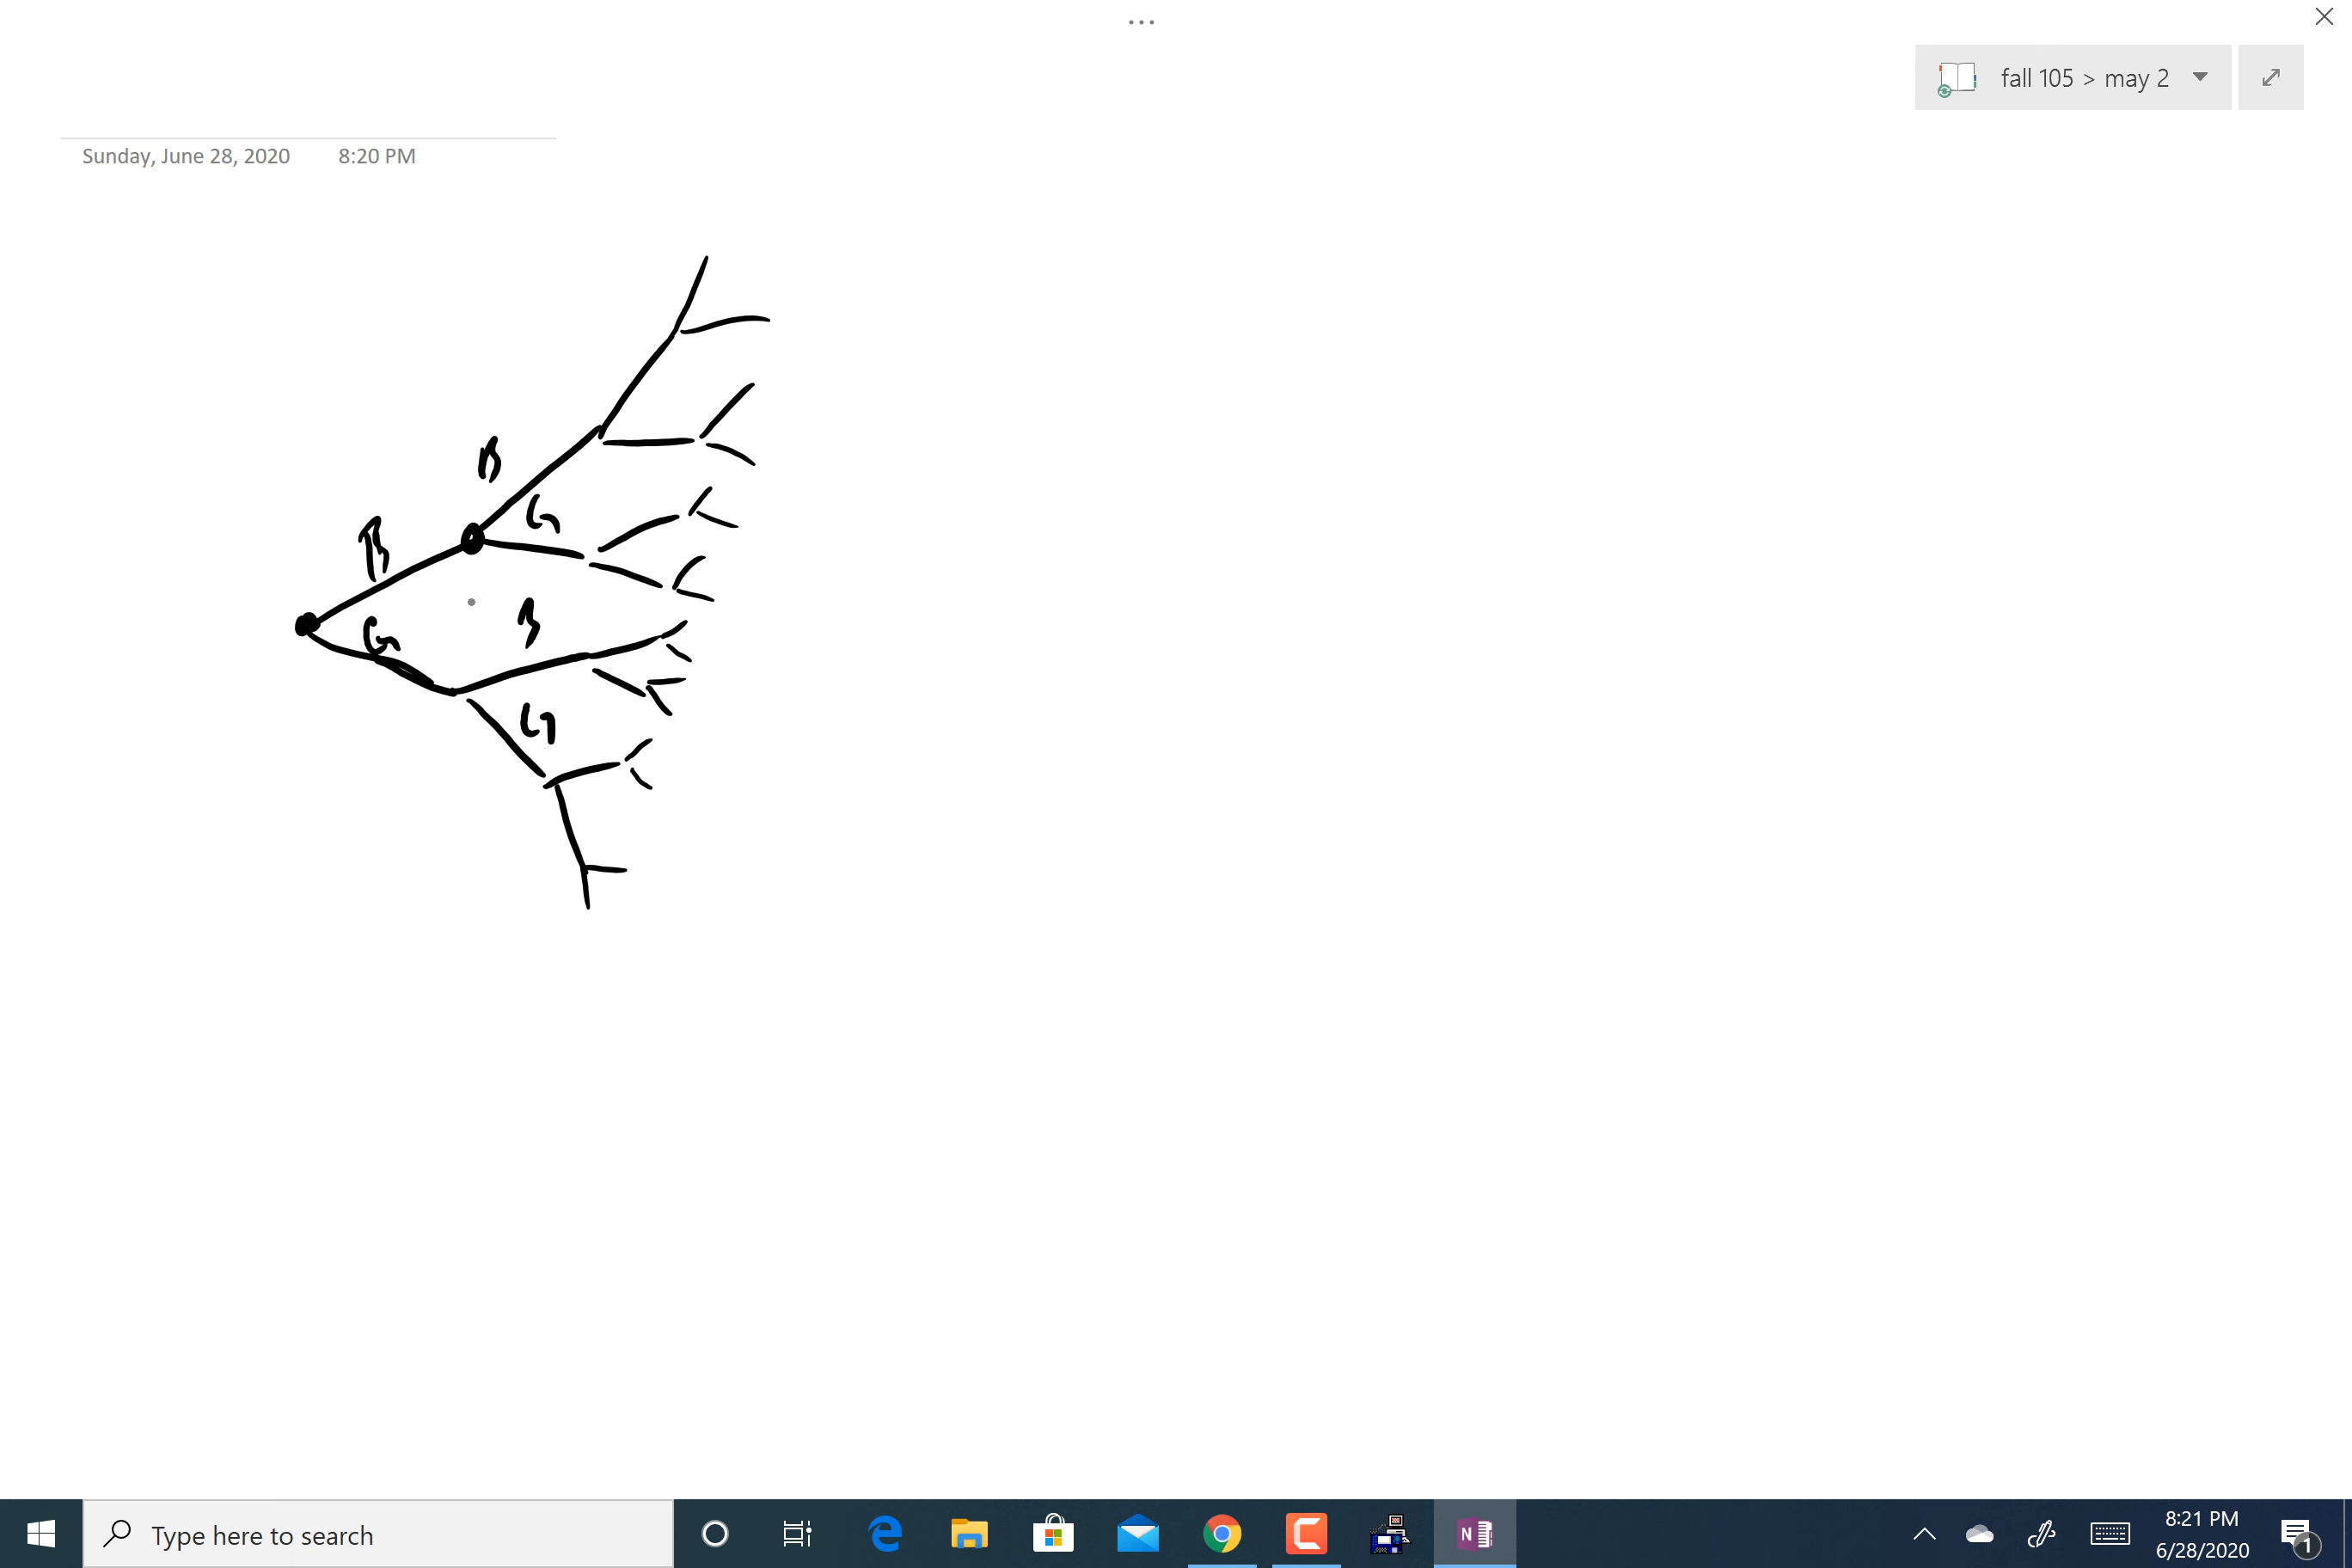 fall 105 > may 2
Sunday, June 28, 2020 8:20 PM
B
G
B
G
B
G
Type here to search
8:21 PM
6/28/2020
1